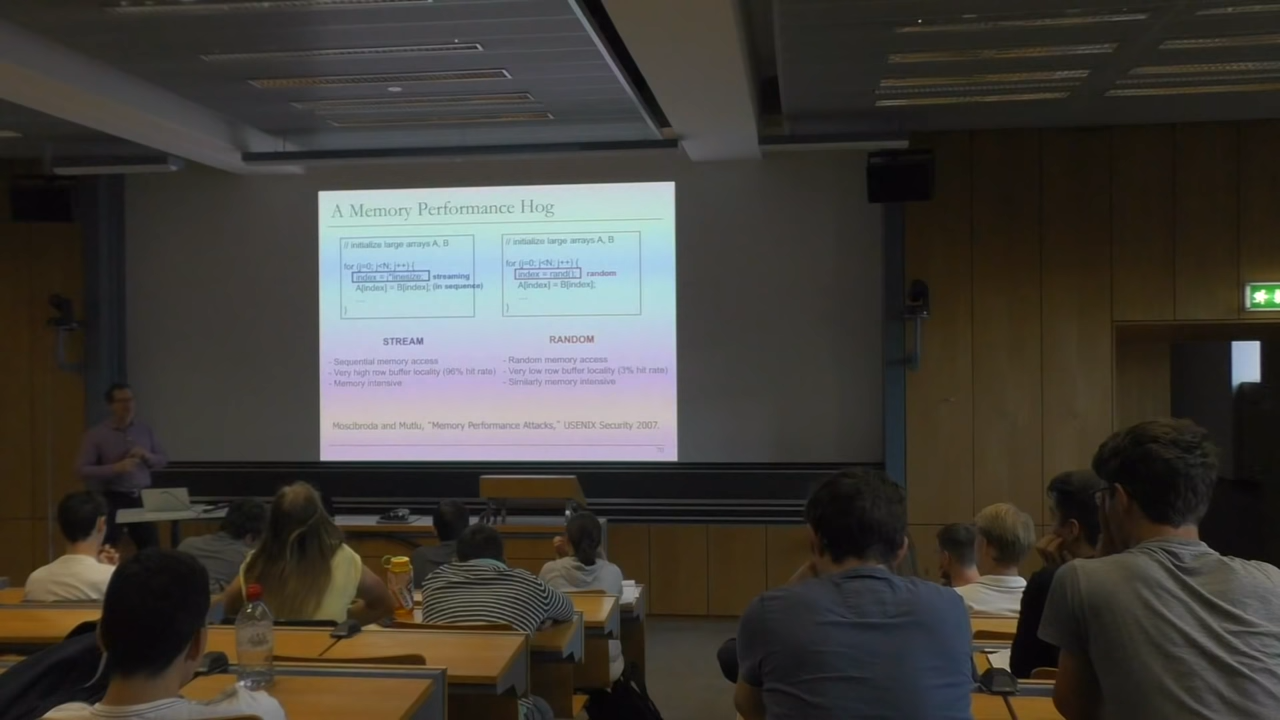 A Memory Performance Hog
// initialize large arrays A, B
for (j=0; j<N; j++) {
index = j*linesize; streaming
A[index] = B[index]; (in sequence)
....
}
// initialize large arrays A, B
for (j=0; j<N; j++) {
index = rand(); random
A[index] = B[index];
....
}
STREAM
- Sequential memory access
- Very high row buffer locality (96% hit rate)
- Memory intensive
RANDOM
- Random memory access
- Very low row buffer locality (3% hit rate)
- Similarly memory intensive
Moscibroda and Mutlu, "Memory Performance Attacks," USENIX Security 2007.